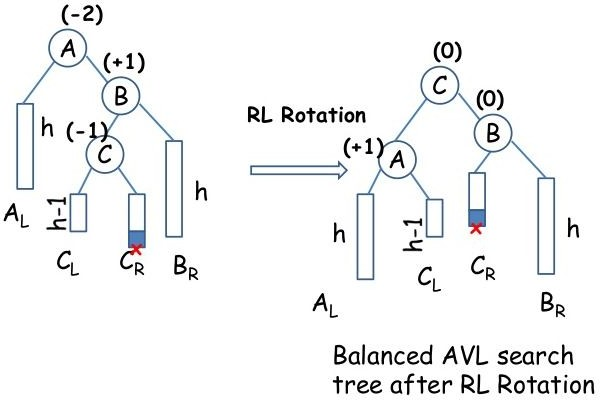 (-2)
A
(+1)
B
h
(-1)
C
h-1
h
A_L
C_L
C_R
B_R
RL Rotation
(0)
C
(0)
B
(+1)
A
h
h-1
h
C_L
C_R
A_L
B_R
Balanced AVL search
tree after RL Rotation